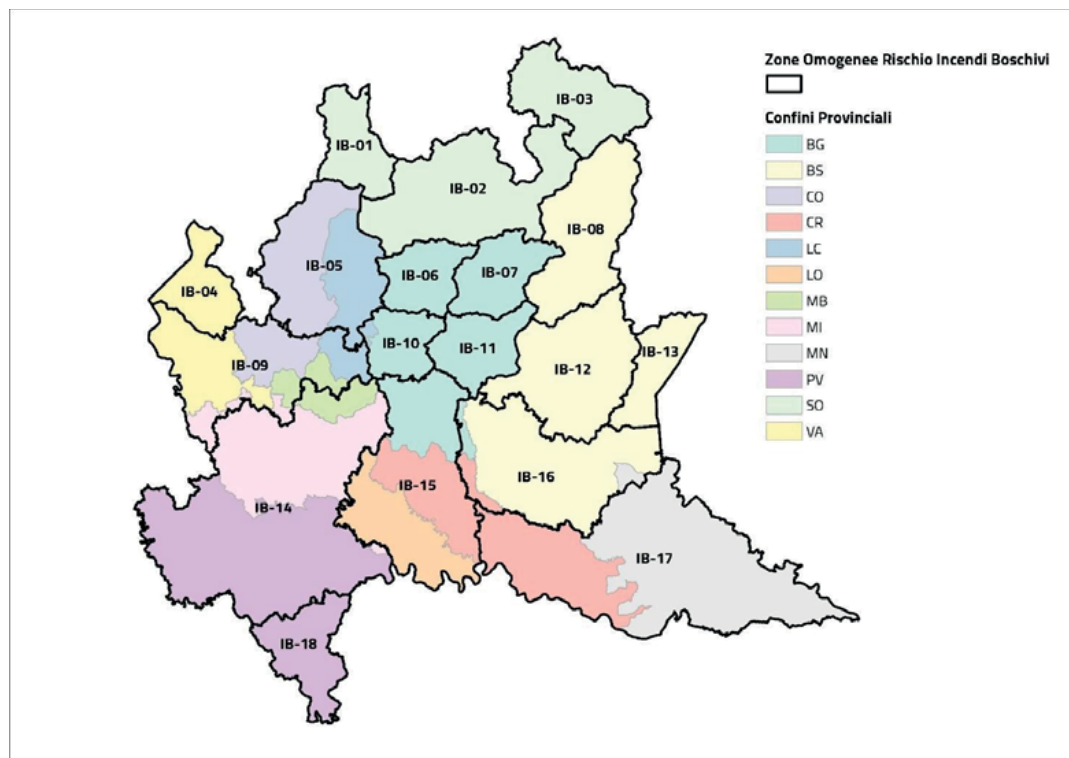 Zone Omogenee Rischio Incendi Boschivi
Confini Provinciali
BG
BS
CO
CR
LC
LO
MB
MI
MN
PV
SO
VA
IB-03
IB-01
IB-02
IB-08
IB-05
IB-06
IB-07
IB-04
IB-10
IB-11
IB-13
IB-09
IB-12
IB-16
IB-15
IB-14
IB-17
IB-18